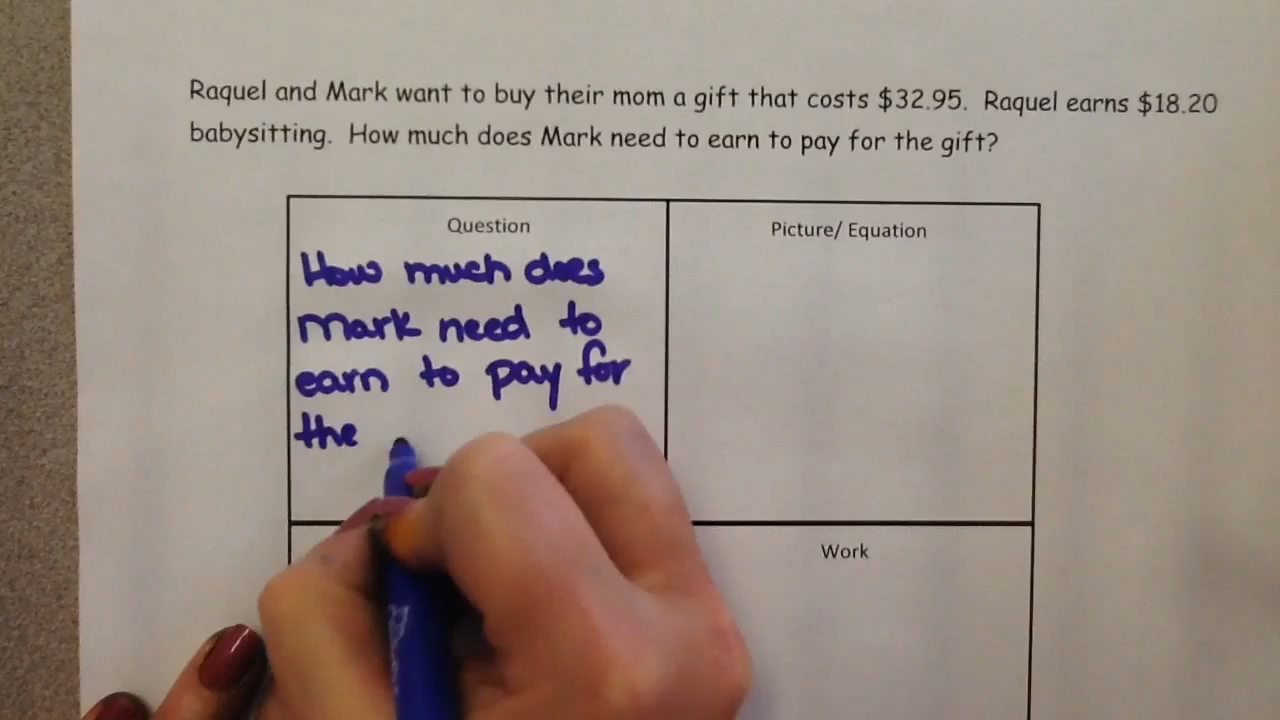 Raquel and Mark want to buy their mom a gift that costs $32.95. Raquel earns $18.20
babysitting. How much does Mark need to earn to pay for the gift?
Question
How much does
Mark need to
earn to pay for
the
Picture/ Equation
Work